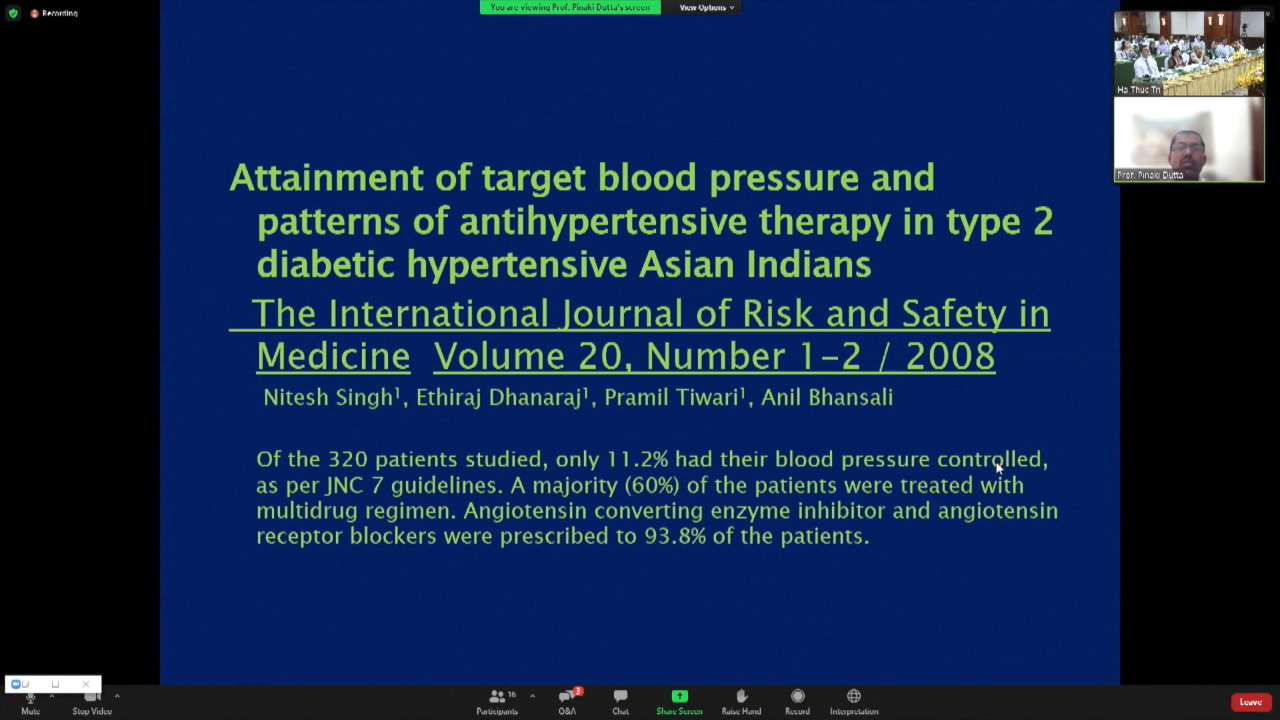 Recording
You are viewing Prof. Pinaki Dutta's screen
View Options
Ha Thuc Tri
Prof. Pinaki Dutta
Attainment of target blood pressure and
patterns of antihypertensive therapy in type 2
diabetic hypertensive Asian Indians
The International Journal of Risk and Safety in
Medicine Volume 20, Number 1-2 / 2008
Nitesh Singh¹, Ethiraj Dhanaraj¹, Pramil Tiwari¹, Anil Bhansali
Of the 320 patients studied, only 11.2% had their blood pressure controlled,
as per JNC 7 guidelines. A majority (60%) of the patients were treated with
multidrug regimen. Angiotensin converting enzyme inhibitor and angiotensin
receptor blockers were prescribed to 93.8% of the patients.
16
3
Mute
Stop Video
Participants
Q&A
Chat
Share Screen
Raise Hand
Record
Interpretation
Leave